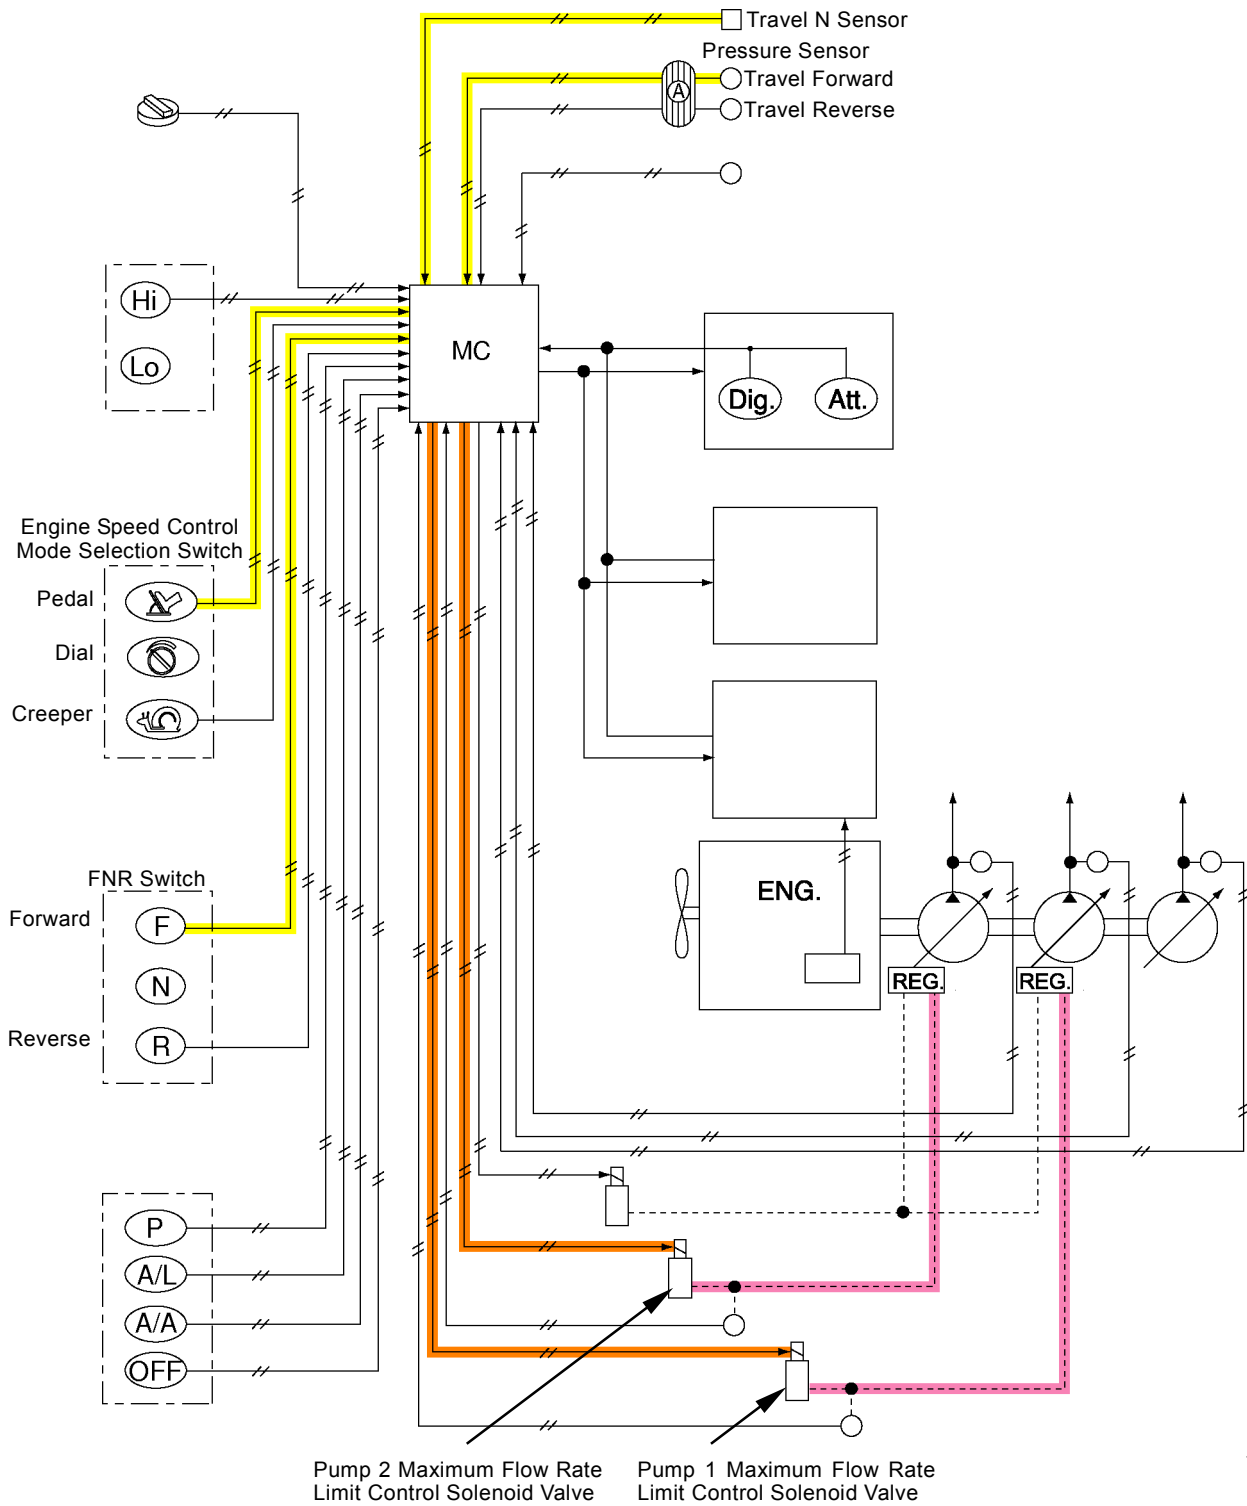 Travel N Sensor
Pressure Sensor
A
Travel Forward
Travel Reverse
Hi
Lo
MC
Dig.
Att.
Engine Speed Control
Mode Selection Switch
Pedal
Dial
Creeper
FNR Switch
Forward
F
N
Reverse
R
ENG.
REG.
REG.
P
A/L
A/A
OFF
Pump 2 Maximum Flow Rate
Limit Control Solenoid Valve
Pump 1 Maximum Flow Rate
Limit Control Solenoid Valve